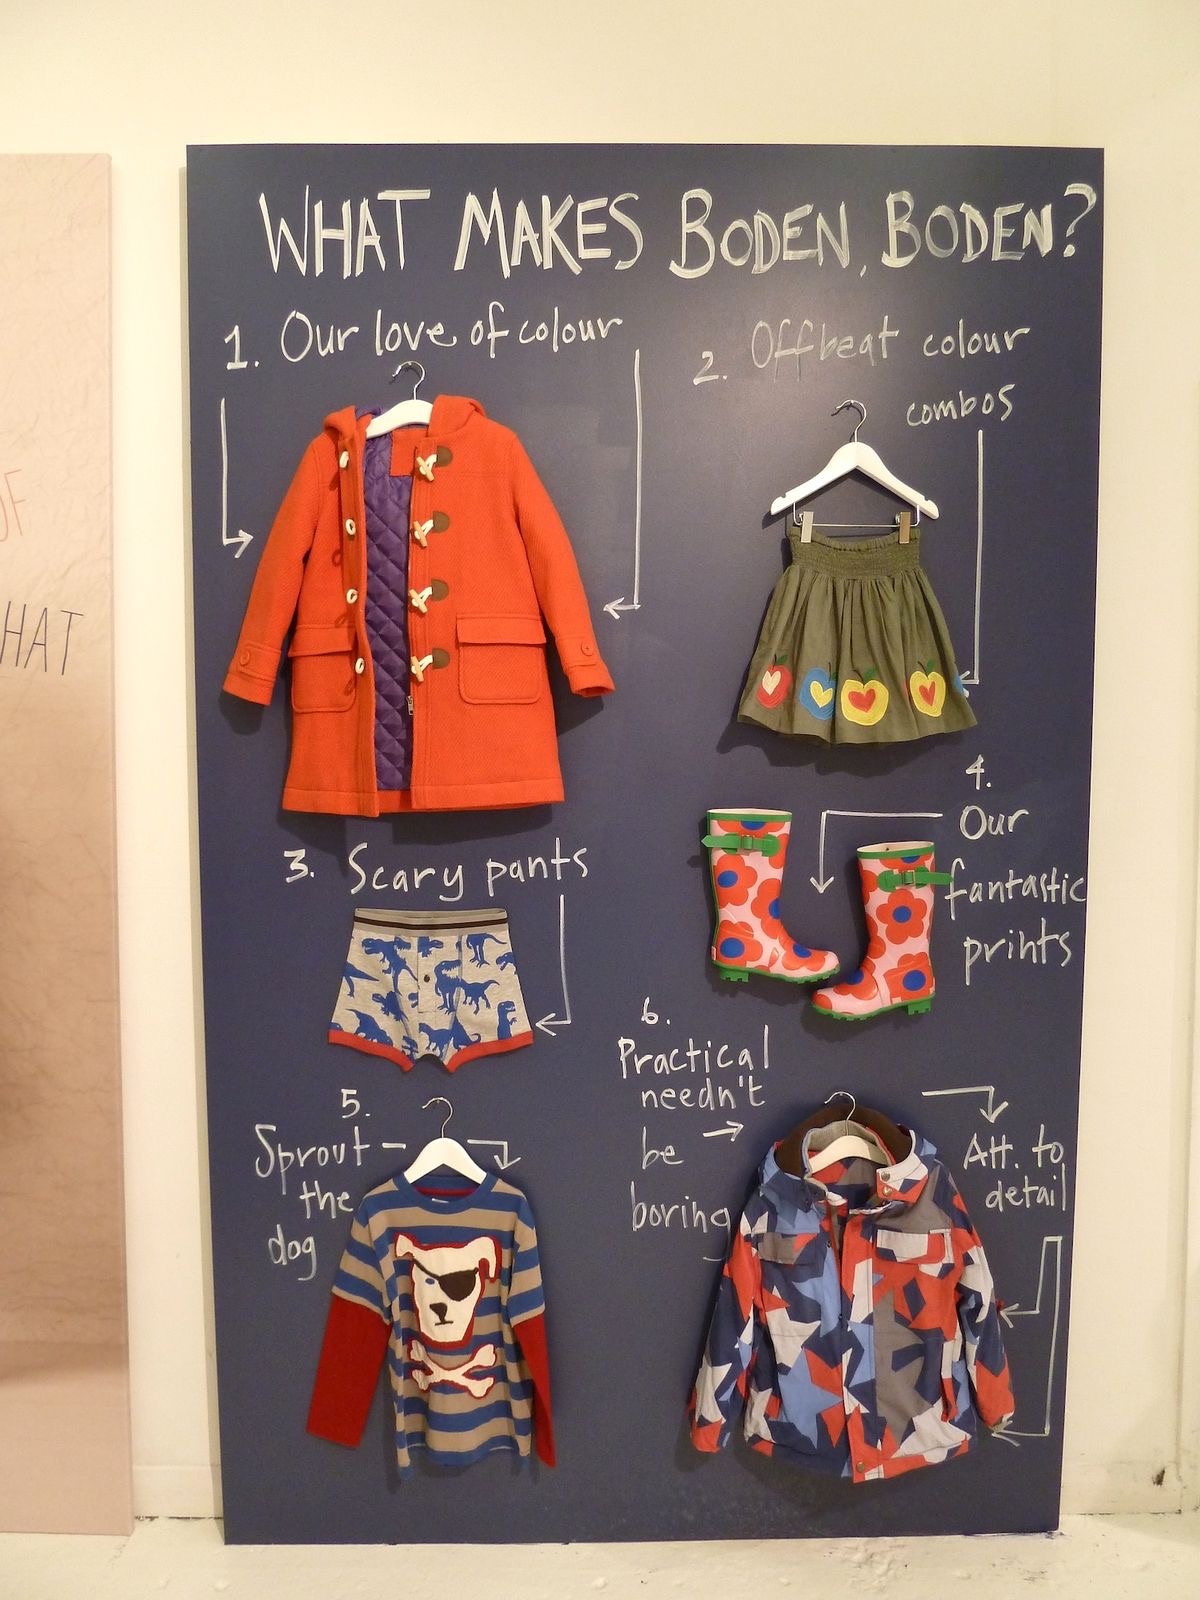 WHAT MAKES BODEN, BODEN?
1. Our love of colour
2. Offbeat colour
combos
3. Scary pants
4.
Our
fantastic
prints
5.
Sprout
the
dog
6.
Practical
needn't
be
boring
Att. to
detail
OF
HAT